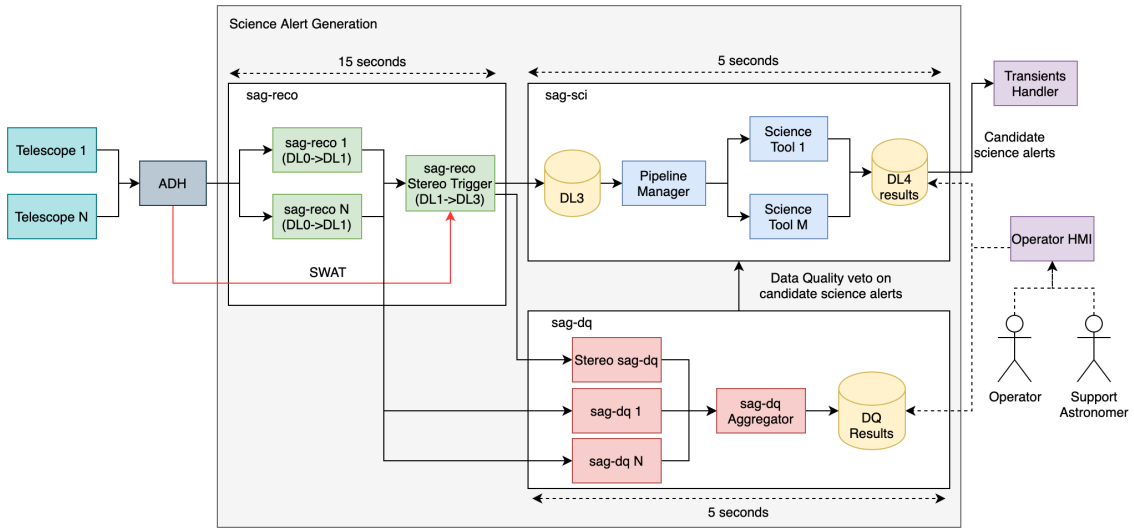 Science Alert Generation
15 seconds
5 seconds
sag-reco
sag-sci
Telescope 1
Telescope N
ADH
sag-reco 1
(DL0->DL1)
sag-reco N
(DL0->DL1)
sag-reco
Stereo Trigger
(DL1->DL3)
SWAT
DL3
Pipeline
Manager
Science
Tool 1
Science
Tool M
DL4
results
Transients
Handler
Candidate
science alerts
Operator HMI
Operator
Support
Astronomer
Data Quality veto on
candidate science alerts
sag-dq
Stereo sag-dq
sag-dq 1
sag-dq N
sag-dq
Aggregator
DQ
Results
5 seconds